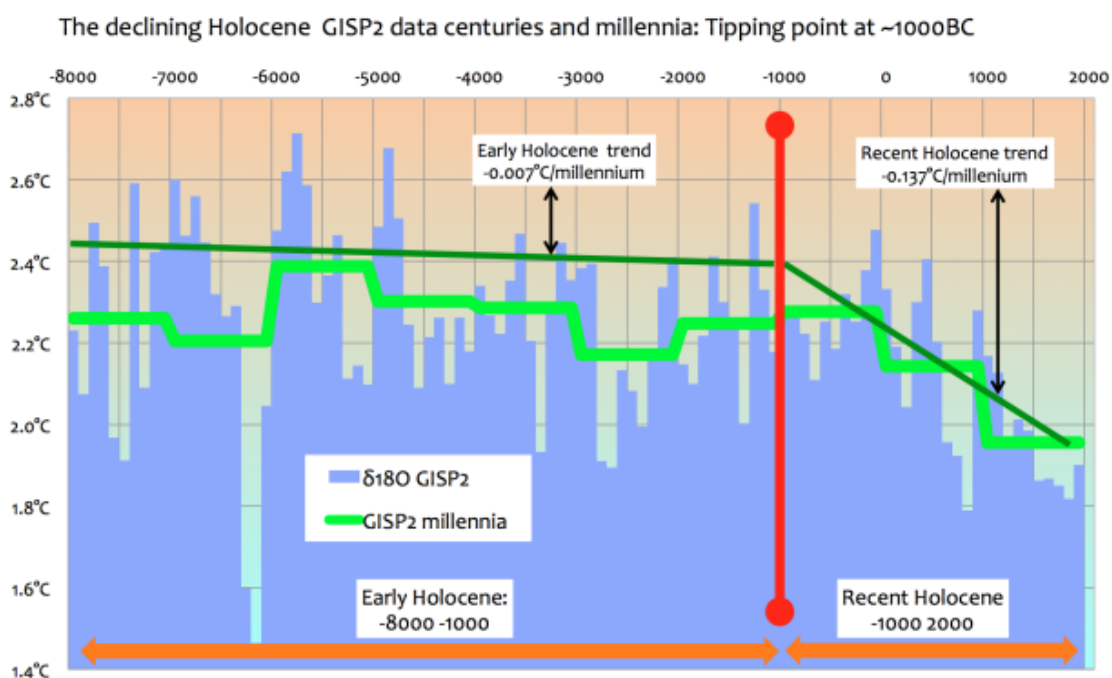 The declining Holocene GISP2 data centuries and millennia: Tipping point at ~1000BC
-8000 -7000 -6000 -5000 -4000 -3000 -2000 -1000 0 1000 2000
2.8°C
2.6°C
2.4°C
2.2°C
2.0°C
1.8°C
1.6°C
1.4°C
Early Holocene trend
-0.007°C/millennium
Recent Holocene trend
-0.137°C/millenium
δ18O GISP2
GISP2 millennia
Early Holocene:
-8000 -1000
Recent Holocene
-1000 2000